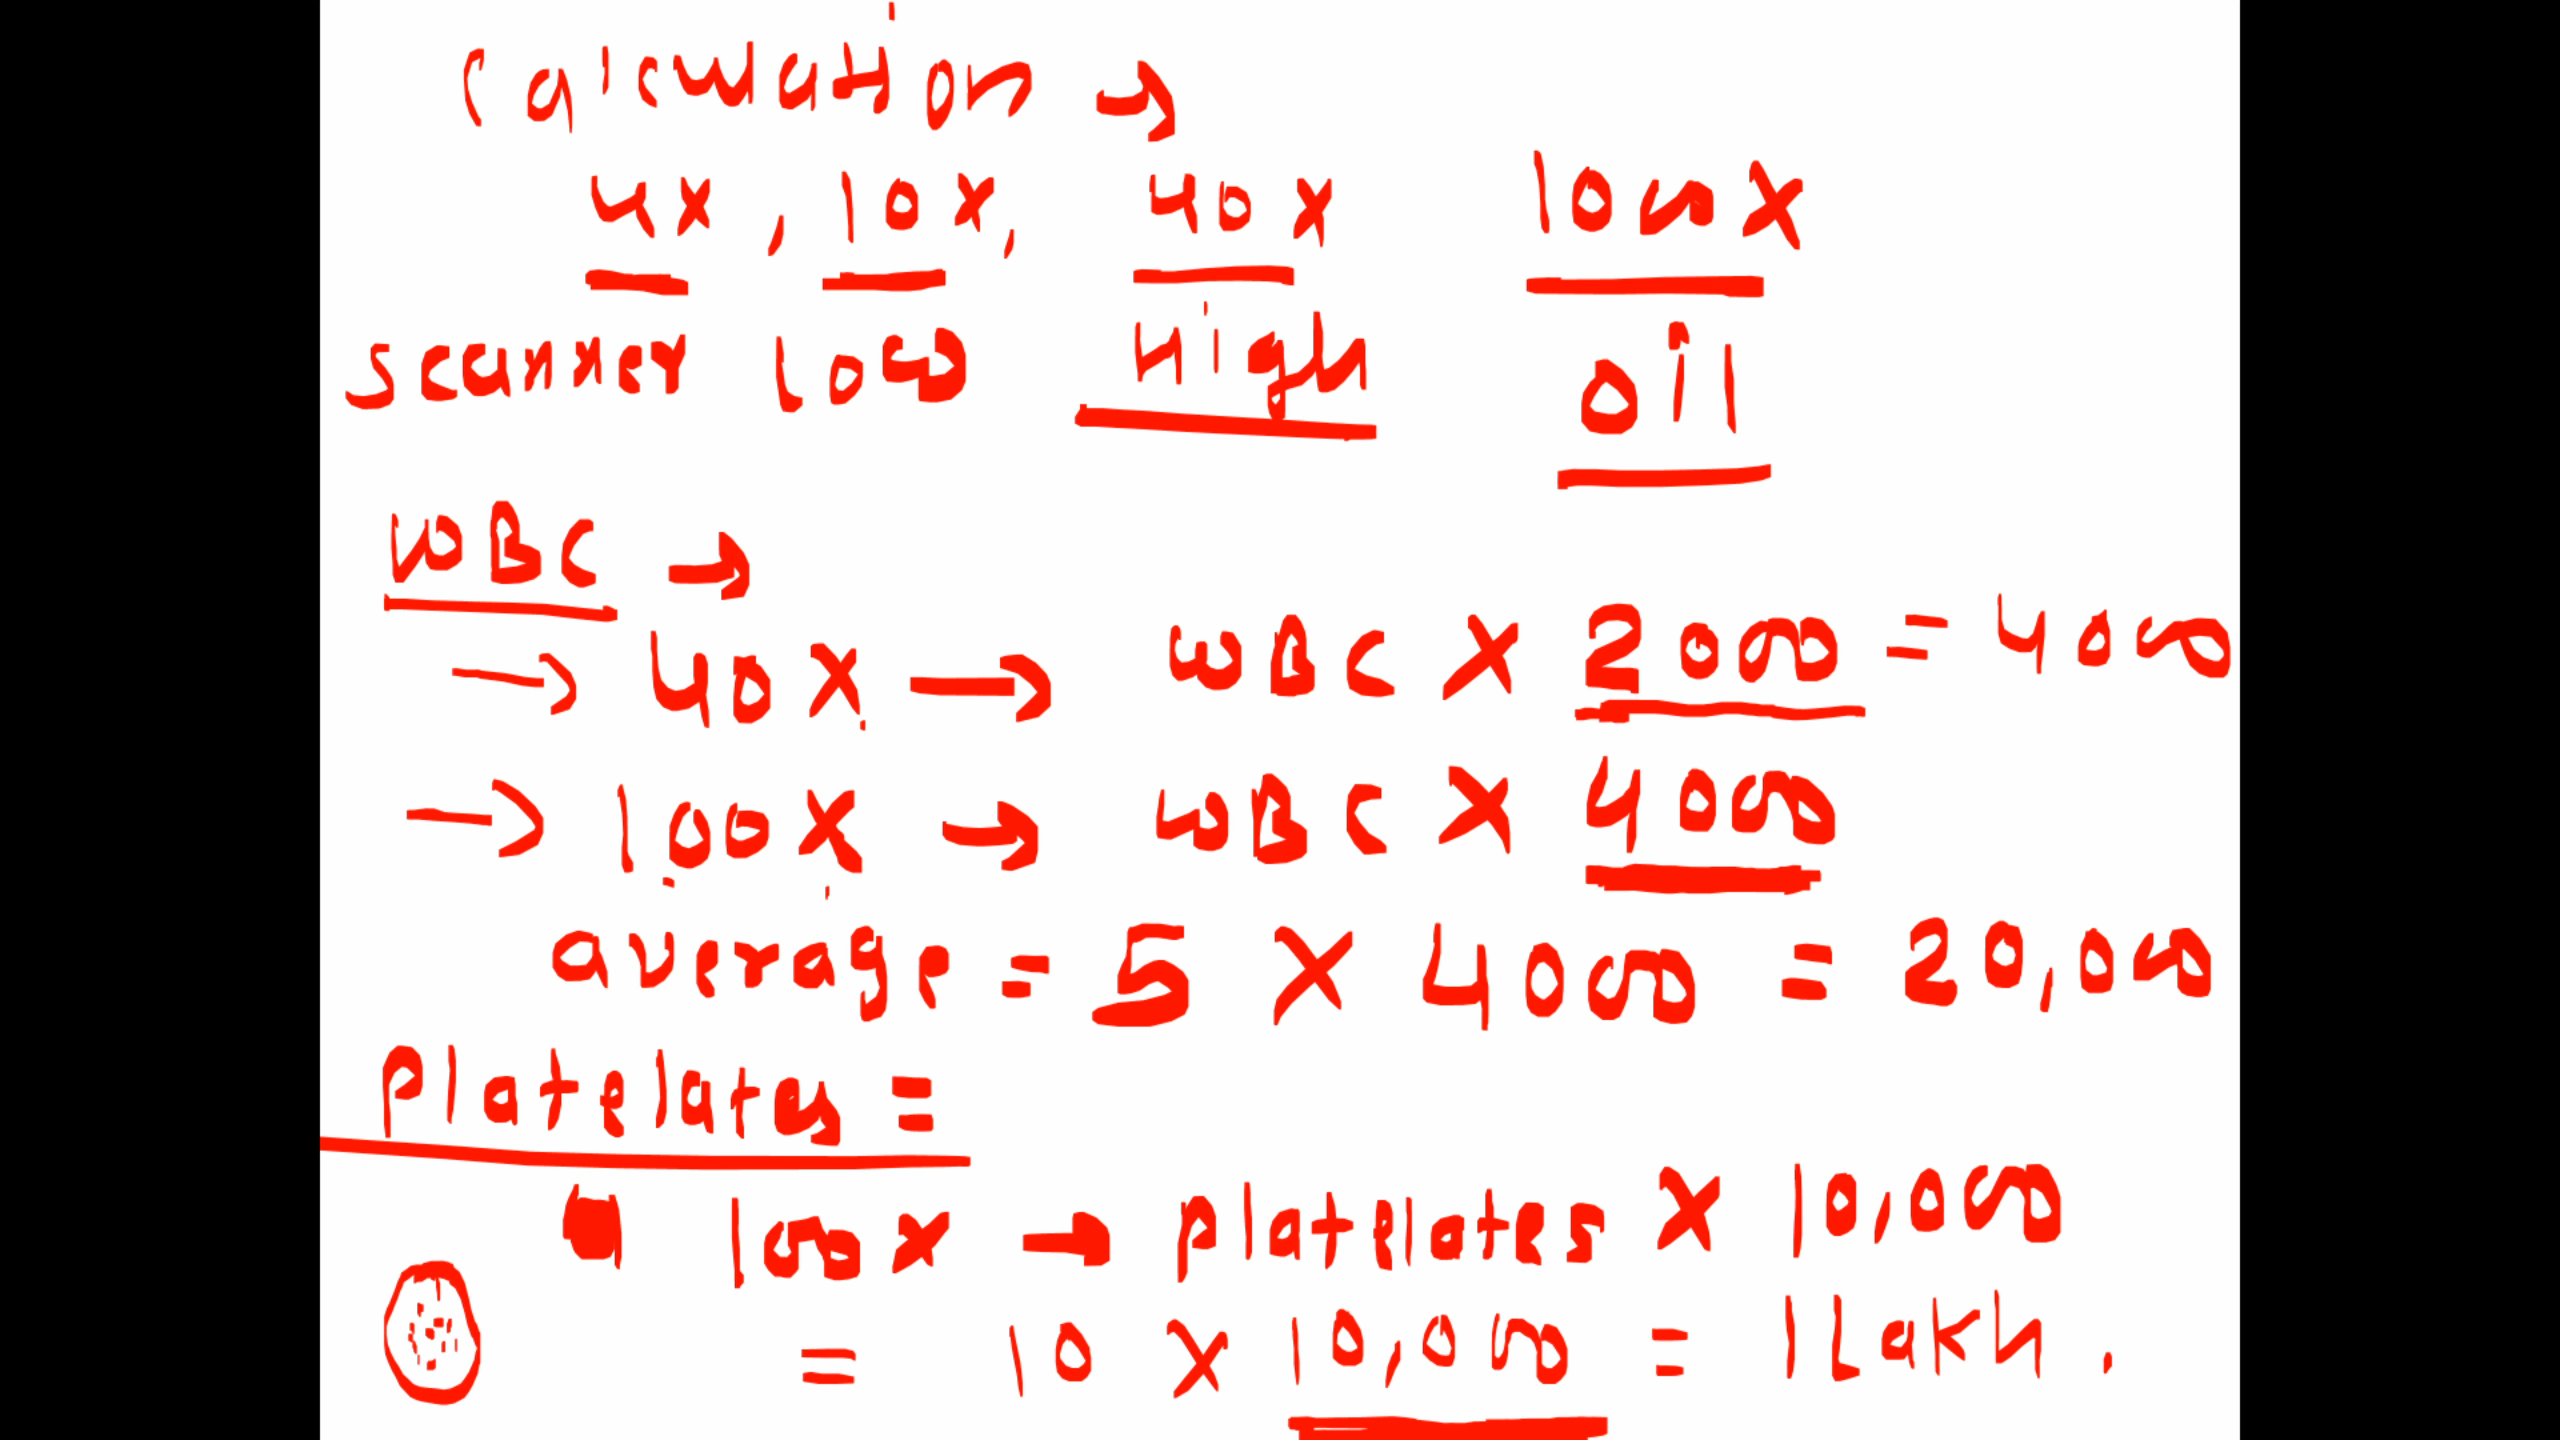 calculation →
4x, 10x, 40x 1000x
scanner low High oil
WBC →
→ 40x → WBC x 2000 = 4000
→ 100x → WBC x 4000
average = 5 x 4000 = 20,000
Platelates =
100x → platelates x 10,000
= 10 x 10,000 = 1 Lakh.